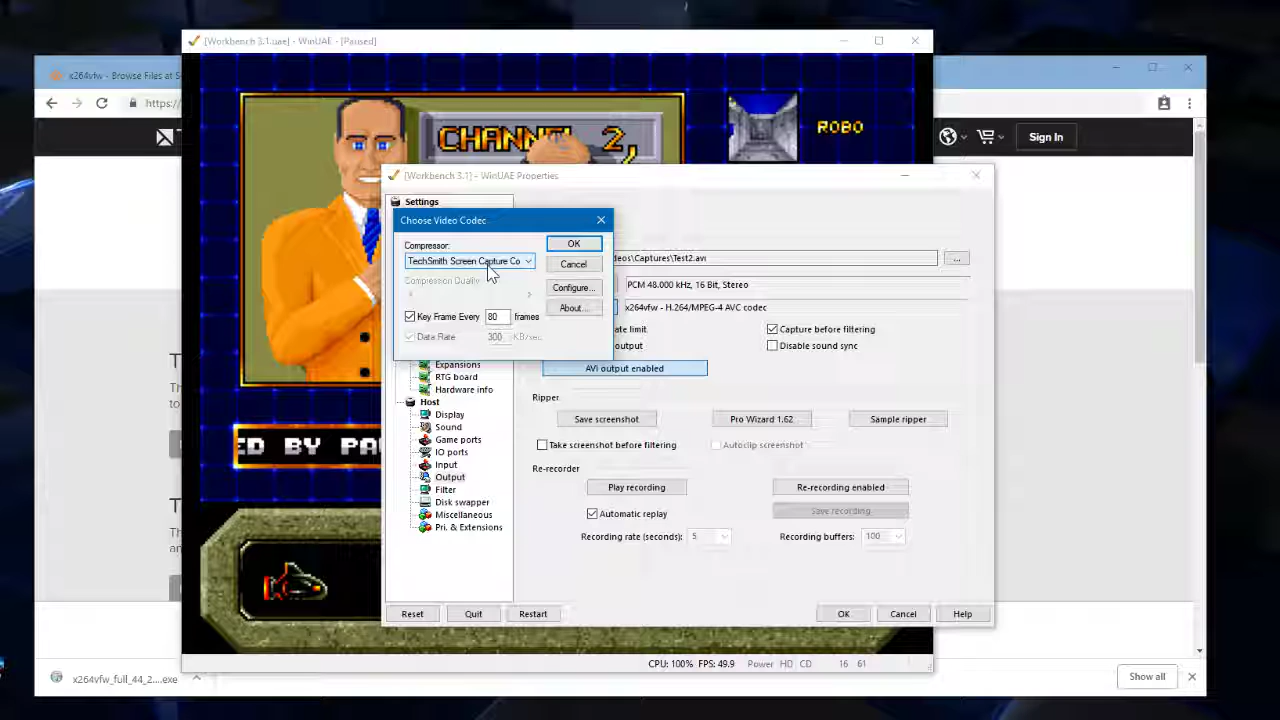 [Workbench 3.1.uae] - WinUAE - [Paused]
x264vfw - Browse Files at S
https:/
Sign In
CHANNEL 2,
ROBO
[Workbench 3.1] - WinUAE Properties
Settings
Choose Video Codec
Compressor:
OK
TechSmith Screen Capture Co
Cancel
deos\Captures\Test2.avi
...
Compression Quality
Configure...
PCM 48.000 kHz, 16 Bit, Stereo
About...
x264vfw - H.264/MPEG-4 AVC codec
Key Frame Every 80 frames
Data Rate 300 KB/sec
ate limit
Capture before filtering
output
Disable sound sync
Expansions
AVI output enabled
RTG board
Hardware info
Ripper
Host
Display
Save screenshot
Pro Wizard 1.62
Sample ripper
Sound
Game ports
Take screenshot before filtering
Autoclip screenshot
IO ports
Input
Re-recorder
Output
Play recording
Re-recording enabled
Filter
Disk swapper
Automatic replay
Save recording
Miscellaneous
Pri. & Extensions
Recording rate (seconds): 5
Recording buffers: 100
ED BY PA
Reset
Quit
Restart
OK
Cancel
Help
CPU: 100% FPS: 49.9 Power HD CD 16 61
x264vfw_full_44_2....exe
Show all